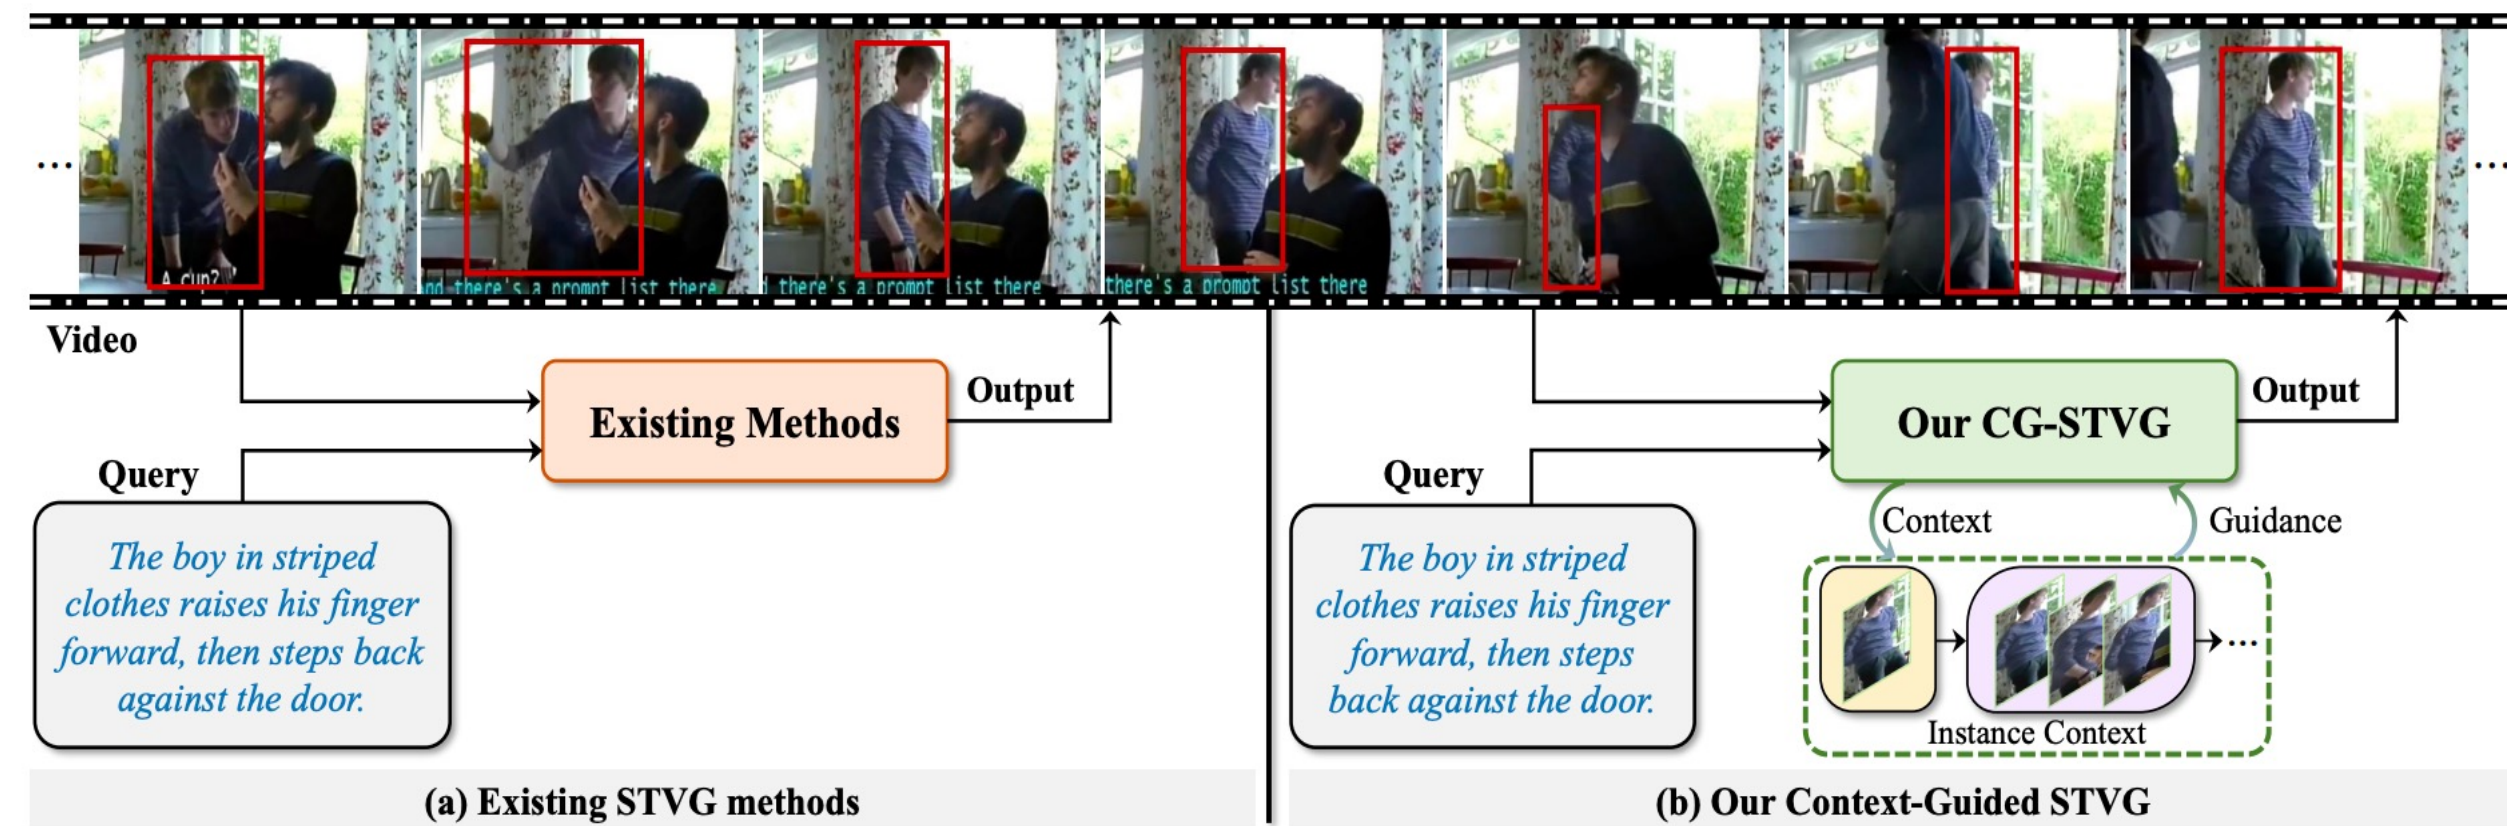 ...
...
A cup?
and there's a prompt list there
there's a prompt list there
there's a prompt list there
Video
Existing Methods
Output
Query
The boy in striped
clothes raises his finger
forward, then steps back
against the door.
(a) Existing STVG methods
Our CG-STVG
Output
Query
The boy in striped
clothes raises his finger
forward, then steps
back against the door.
Context
Guidance
...
Instance Context
(b) Our Context-Guided STVG